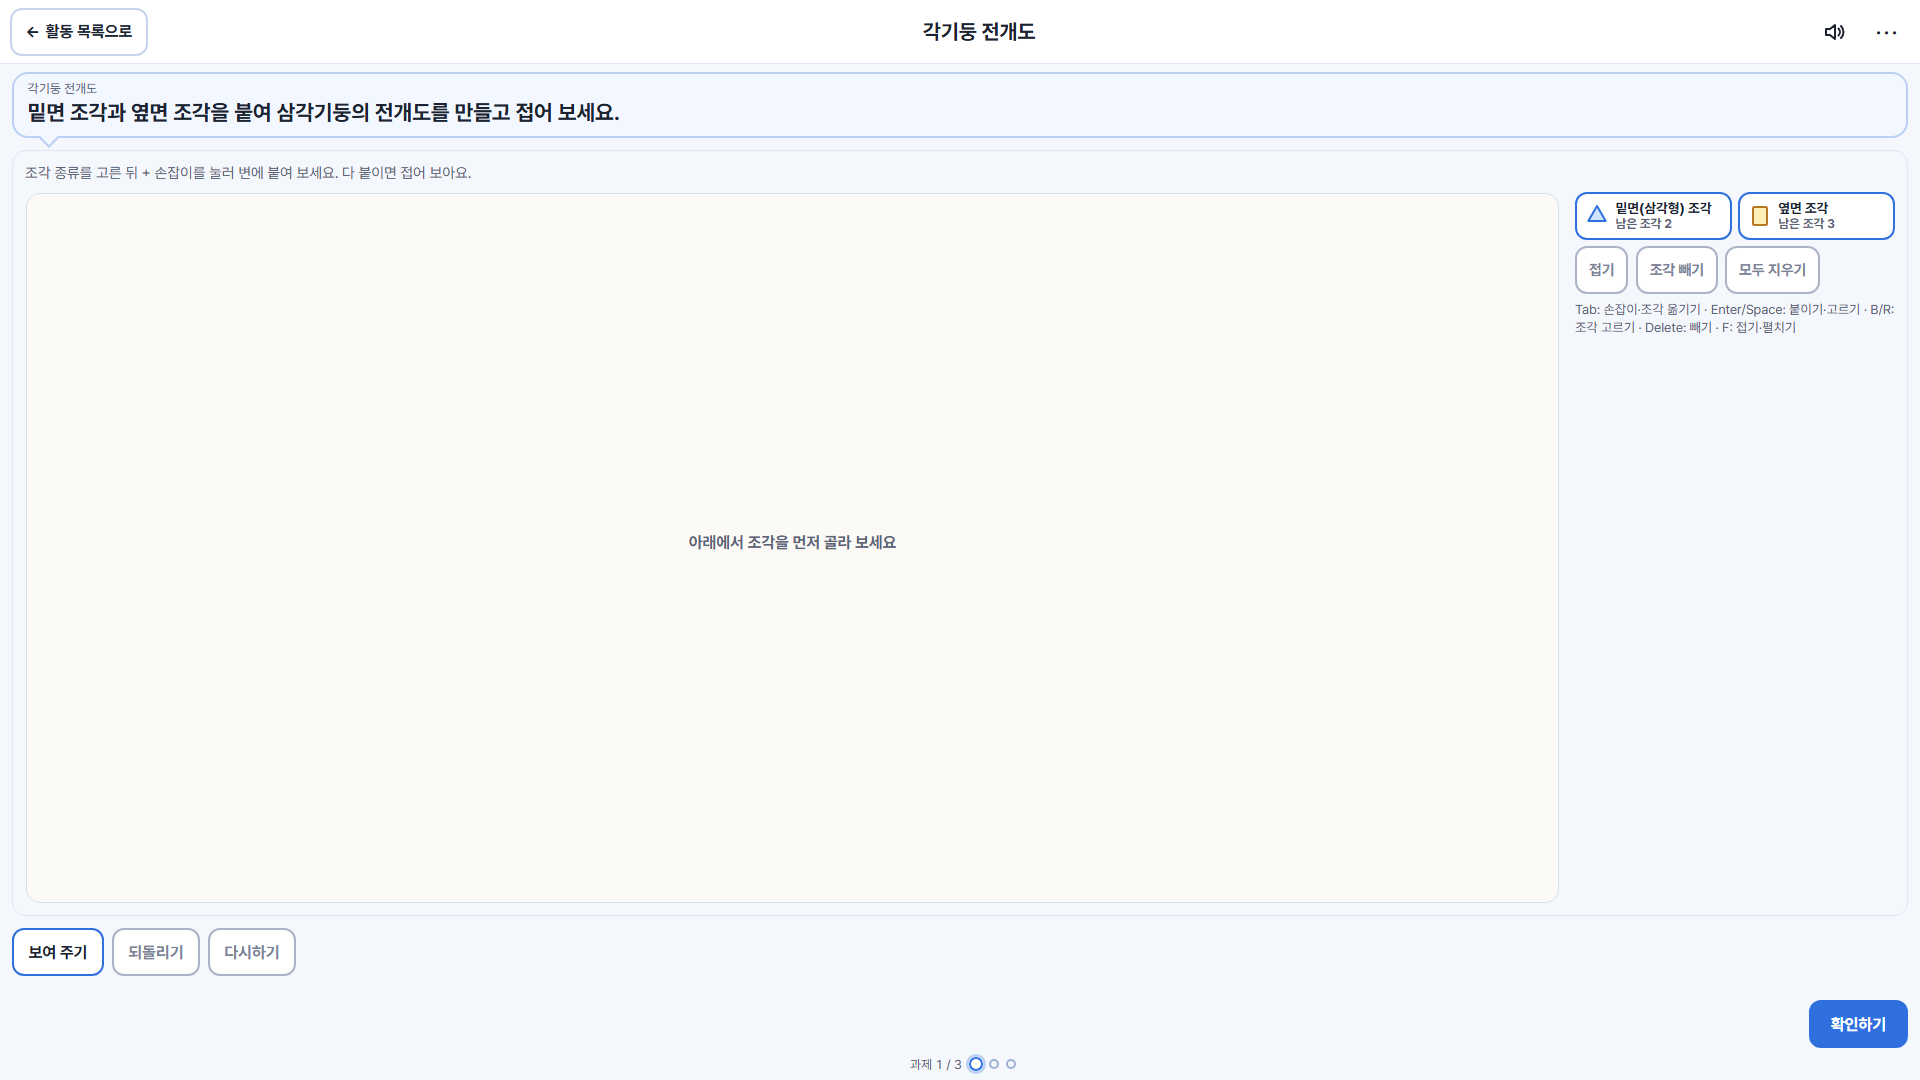 ← 활동 목록으로
각기둥 전개도
각기둥 전개도
밑면 조각과 옆면 조각을 붙여 삼각기둥의 전개도를 만들고 접어 보세요.
조각 종류를 고른 뒤 + 손잡이를 눌러 변에 붙여 보세요. 다 붙이면 접어 보아요.
아래에서 조각을 먼저 골라 보세요
밑면(삼각형) 조각
남은 조각 2
옆면 조각
남은 조각 3
접기
조각 빼기
모두 지우기
Tab: 손잡이·조각 옮기기 · Enter/Space: 붙이기·고르기 · B/R:
조각 고르기 · Delete: 빼기 · F: 접기·펼치기
보여 주기
되돌리기
다시하기
확인하기
과제 1 / 3